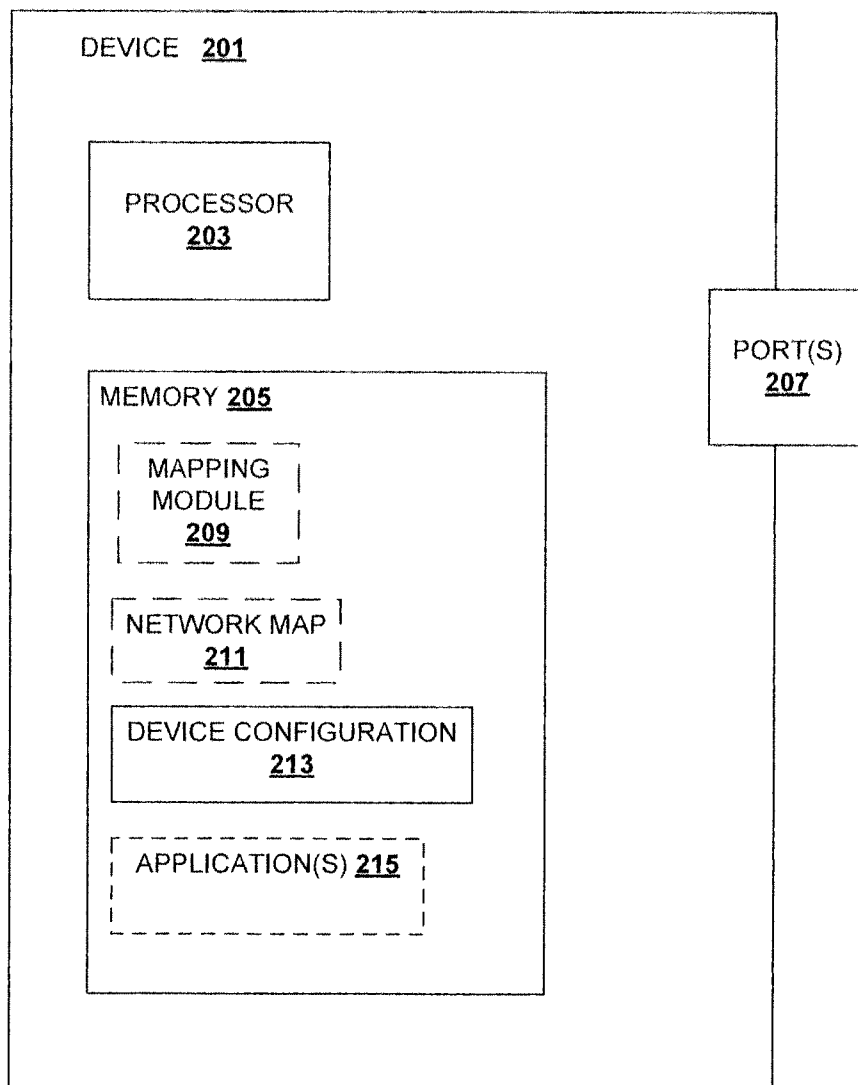 DEVICE 201
PROCESSOR
203
PORT(S)
207
MEMORY 205
MAPPING
MODULE
209
NETWORK MAP
211
DEVICE CONFIGURATION
213
APPLICATION(S) 215